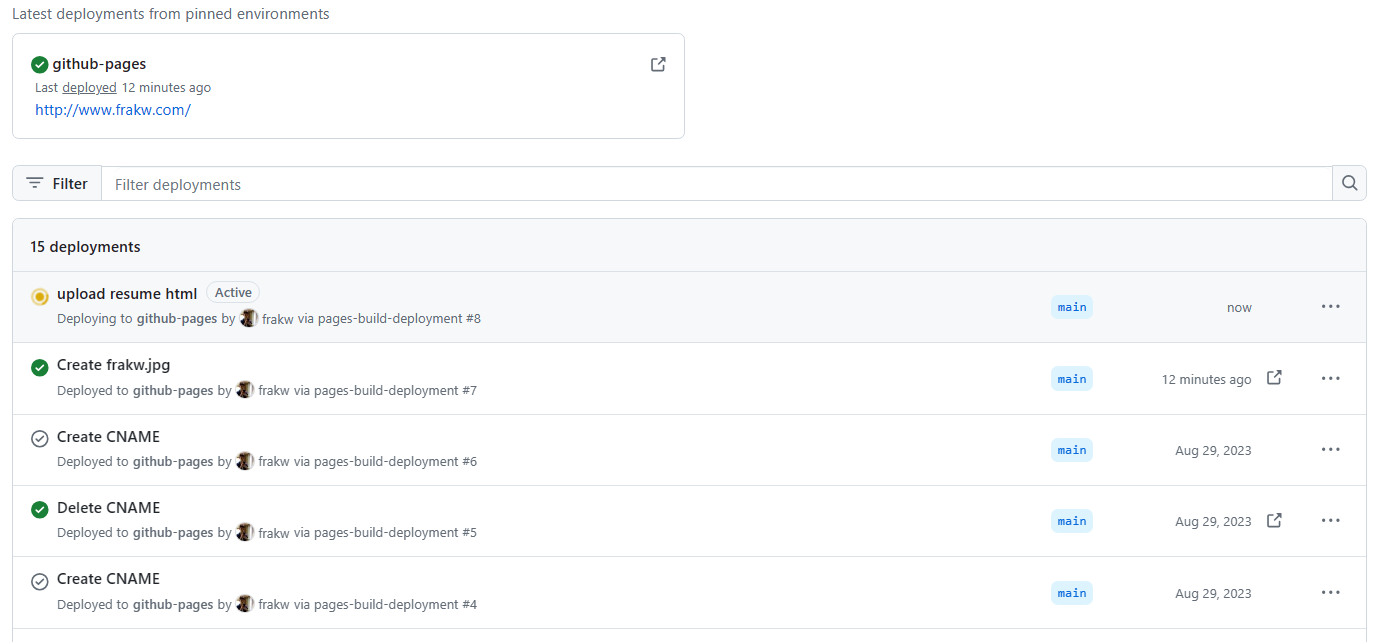 Latest deployments from pinned environments
github-pages
Last deployed 12 minutes ago
http://www.frakw.com/
Filter
Filter deployments
15 deployments
upload resume html Active
Deploying to github-pages by frakw via pages-build-deployment #8
main
now
Create frakw.jpg
Deployed to github-pages by frakw via pages-build-deployment #7
main
12 minutes ago
Create CNAME
Deployed to github-pages by frakw via pages-build-deployment #6
main
Aug 29, 2023
Delete CNAME
Deployed to github-pages by frakw via pages-build-deployment #5
main
Aug 29, 2023
Create CNAME
Deployed to github-pages by frakw via pages-build-deployment #4
main
Aug 29, 2023